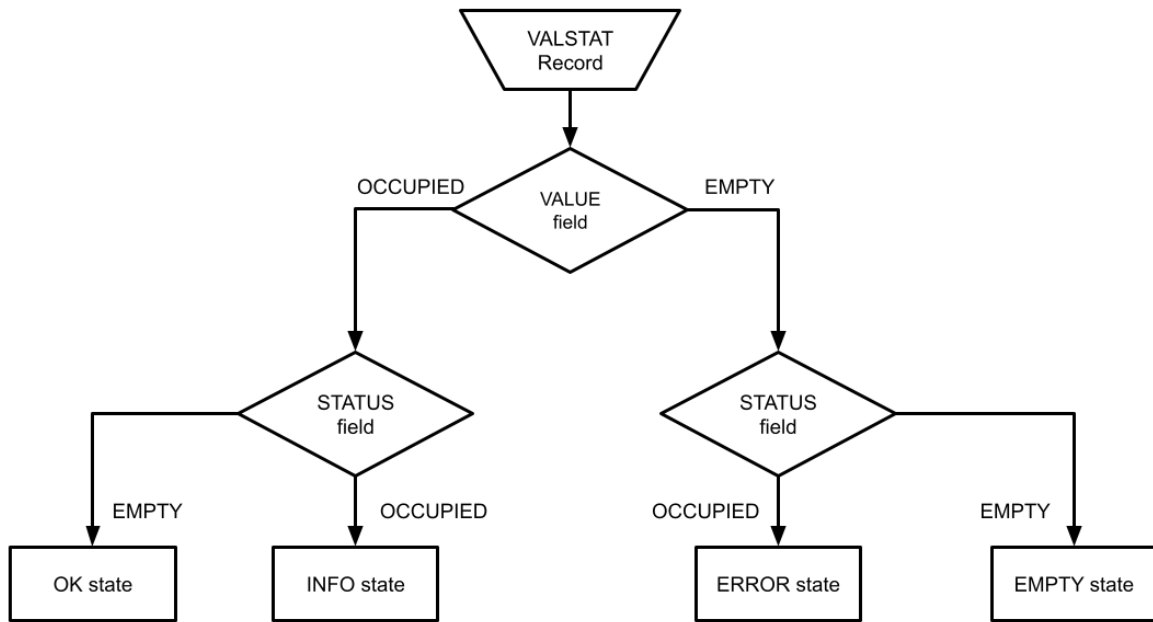 VALSTAT
Record
OCCUPIED
EMPTY
VALUE
field
STATUS
field
STATUS
field
EMPTY
OCCUPIED
OCCUPIED
EMPTY
OK state
INFO state
ERROR state
EMPTY state